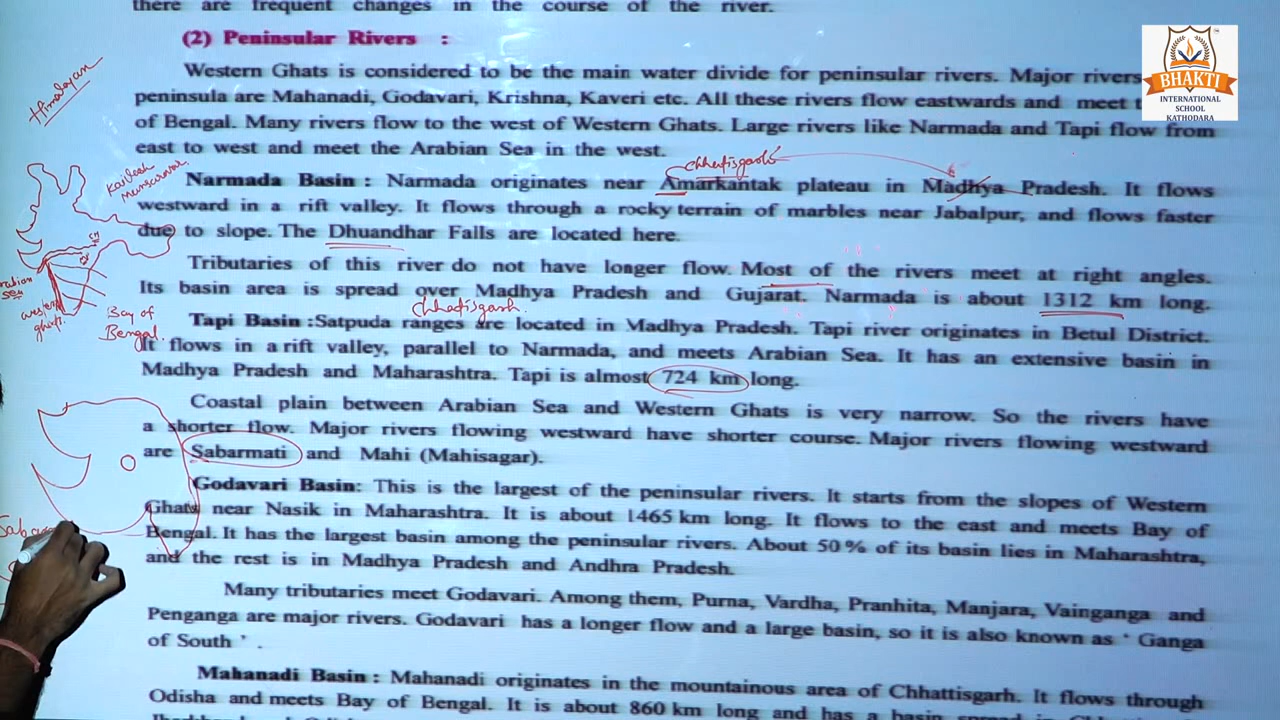 there are frequent changes in the course of the river.
(2) Peninsular Rivers :
Western Ghats is considered to be the main water divide for peninsular rivers. Major rivers
peninsula are Mahanadi, Godavari, Krishna, Kaveri etc. All these rivers flow eastwards and meet
of Bengal. Many rivers flow to the west of Western Ghats. Large rivers like Narmada and Tapi flow from
east to west and meet the Arabian Sea in the west.
chhatisgarh
Narmada Basin : Narmada originates near Amarkantak plateau in Madhya Pradesh. It flows
westward in a rift valley. It flows through a rocky terrain of marbles near Jabalpur, and flows faster
due to slope. The Dhuandhar Falls are located here.
Tributaries of this river do not have longer flow. Most of the rivers meet at right angles.
Its basin area is spread over Madhya Pradesh and Gujarat. Narmada is about 1312 km long.
Chhatisgarh.
Tapi Basin :Satpuda ranges are located in Madhya Pradesh. Tapi river originates in Betul District.
It flows in a rift valley, parallel to Narmada, and meets Arabian Sea. It has an extensive basin in
Madhya Pradesh and Maharashtra. Tapi is almost 724 km long.
Coastal plain between Arabian Sea and Western Ghats is very narrow. So the rivers have
a shorter flow. Major rivers flowing westward have shorter course. Major rivers flowing westward
are Sabarmati and Mahi (Mahisagar).
Godavari Basin: This is the largest of the peninsular rivers. It starts from the slopes of Western
Ghats near Nasik in Maharashtra. It is about 1465 km long. It flows to the east and meets Bay of
Bengal. It has the largest basin among the peninsular rivers. About 50 % of its basin lies in Maharashtra,
and the rest is in Madhya Pradesh and Andhra Pradesh.
Many tributaries meet Godavari. Among them, Purna, Vardha, Pranhita, Manjara, Vainganga and
Penganga are major rivers. Godavari has a longer flow and a large basin, so it is also known as ‘ Ganga
of South ’ .
Mahanadi Basin : Mahanadi originates in the mountainous area of Chhattisgarh. It flows through
Odisha and meets Bay of Bengal. It is about 860 km long and has a basin spread in
Himalayan
Kailash
mansarovar
sea
western
ghats.
Bay of
Bengal.
BHAKTI
INTERNATIONAL
SCHOOL
KATHODARA